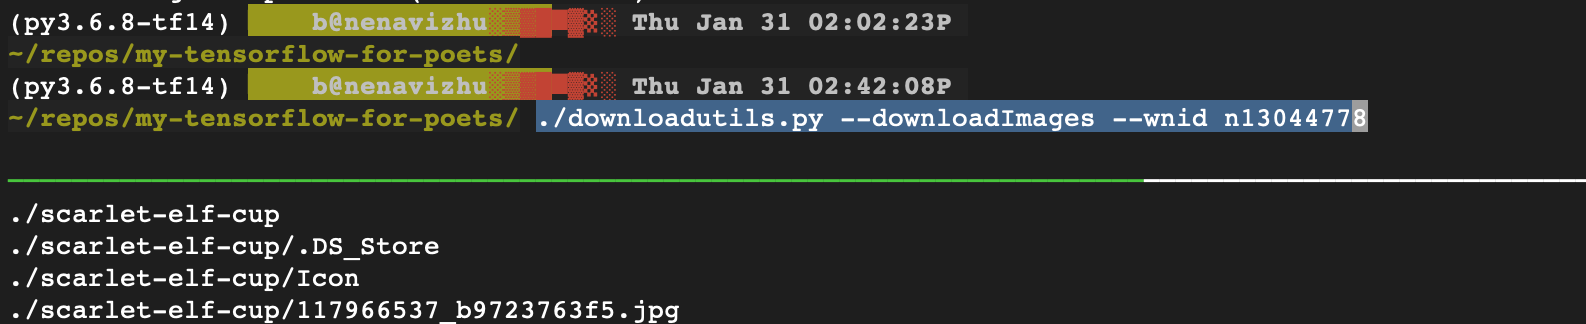 (py3.6.8-tf14) b@nenavizhu░▒▓███▓▒░ Thu Jan 31 02:02:23P
~/repos/my-tensorflow-for-poets/
(py3.6.8-tf14) b@nenavizhu░▒▓███▓▒░ Thu Jan 31 02:42:08P
~/repos/my-tensorflow-for-poets/ ./downloadutils.py --downloadImages --wnid n13044778
./scarlet-elf-cup
./scarlet-elf-cup/.DS_Store
./scarlet-elf-cup/Icon
./scarlet-elf-cup/117966537_b9723763f5.jpg